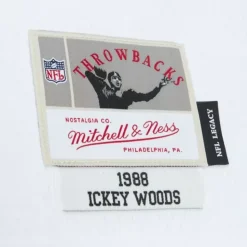 THROWBACKS
NFL
NOSTALGIA CO.
Mitchell & Ness
PHILADELPHIA, PA.
NFL LEGACY
1988
ICKEY WOODS